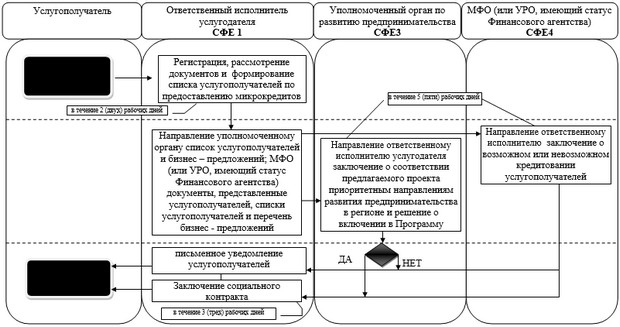 Услугополучатель
Ответственный исполнитель
услугодателя
СФЕ 1
Уполномоченный орган по
развитию предпринимательства
СФЕ3
МФО (или УРО, имеющий статус
Финансового агентства)
СФЕ4
Регистрация, рассмотрение
документов и формирование
списка услугополучателей по
предоставлению микрокредитов
в течение 2 (двух) рабочих дней
в течение 5 (пяти) рабочих дней
Направление уполномоченному
органу список услугополучателей
и бизнес – предложений; МФО
(или УРО, имеющий статус
Финансового агентства)
документы, представленные
услугополучателей, списки
услугополучателей и перечень
бизнес - предложений
Направление ответственному
исполнителю услугодателя
заключение о соответствии
предлагаемого проекта
приоритетным направлениям
развития предпринимательства
в регионе и решение о
включении в Программу
Направление ответственному
исполнителю заключение о
возможном или невозможном
кредитовании
услугополучателей
письменное уведомление
услугополучателей
ДА
НЕТ
Заключение социального
контракта
в течение 3 (трех) рабочих дней